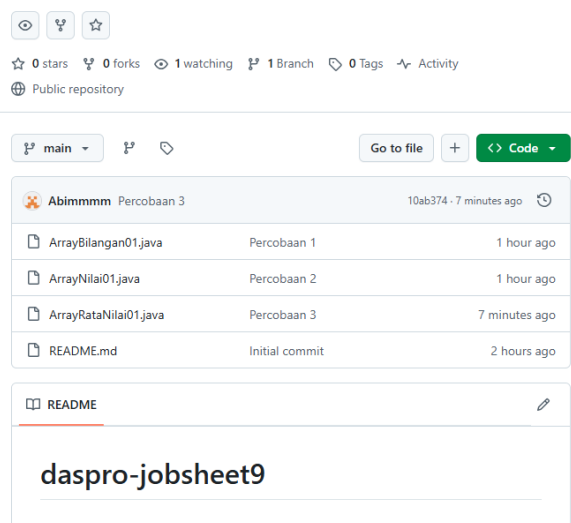 0 stars 0 forks 1 watching 1 Branch 0 Tags Activity
Public repository
main Go to file Code
Abimmmm Percobaan 3 10ab374 · 7 minutes ago
ArrayBilangan01.java Percobaan 1 1 hour ago
ArrayNilai01.java Percobaan 2 1 hour ago
ArrayRataNilai01.java Percobaan 3 7 minutes ago
README.md Initial commit 2 hours ago
README
daspro-jobsheet9